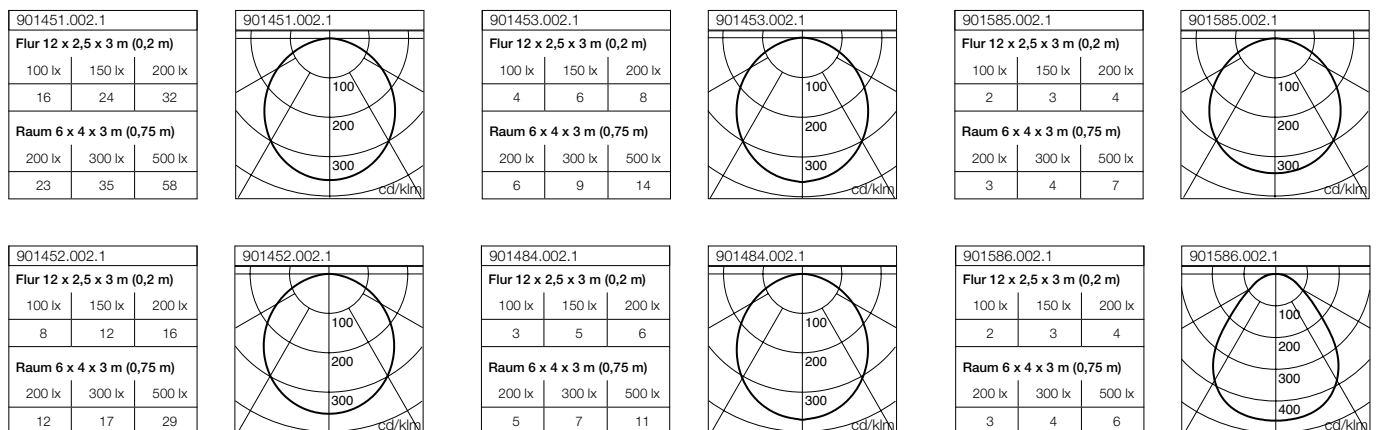 901451.002.1
Flur 12 x 2,5 x 3 m (0,2 m)
100 lx 150 lx 200 lx
16 24 32
Raum 6 x 4 x 3 m (0,75 m)
200 lx 300 lx 500 lx
23 35 58
901451.002.1
100
200
300
cd/klm
901453.002.1
Flur 12 x 2,5 x 3 m (0,2 m)
100 lx 150 lx 200 lx
4 6 8
Raum 6 x 4 x 3 m (0,75 m)
200 lx 300 lx 500 lx
6 9 14
901453.002.1
100
200
300
cd/klm
901585.002.1
Flur 12 x 2,5 x 3 m (0,2 m)
100 lx 150 lx 200 lx
2 3 4
Raum 6 x 4 x 3 m (0,75 m)
200 lx 300 lx 500 lx
3 4 7
901585.002.1
100
200
300
cd/klm
901452.002.1
Flur 12 x 2,5 x 3 m (0,2 m)
100 lx 150 lx 200 lx
8 12 16
Raum 6 x 4 x 3 m (0,75 m)
200 lx 300 lx 500 lx
12 17 29
901452.002.1
100
200
300
cd/klm
901484.002.1
Flur 12 x 2,5 x 3 m (0,2 m)
100 lx 150 lx 200 lx
3 5 6
Raum 6 x 4 x 3 m (0,75 m)
200 lx 300 lx 500 lx
5 7 11
901484.002.1
100
200
300
cd/klm
901586.002.1
Flur 12 x 2,5 x 3 m (0,2 m)
100 lx 150 lx 200 lx
2 3 4
Raum 6 x 4 x 3 m (0,75 m)
200 lx 300 lx 500 lx
3 4 6
901586.002.1
100
200
300
400
cd/klm